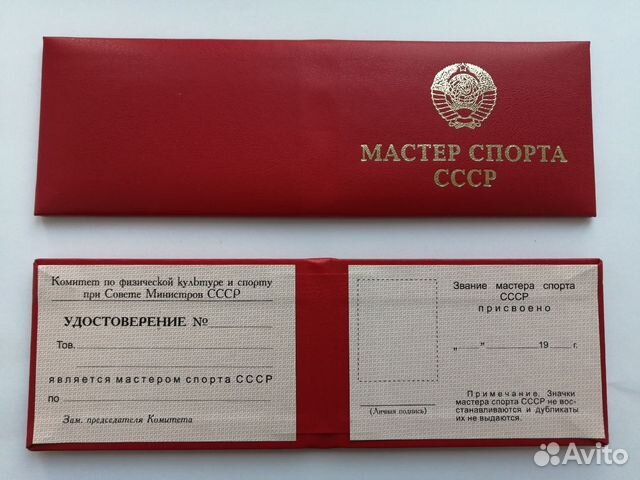 МАСТЕР СПОРТА
СССР
Комитет по физической культуре и спорту
при Совете Министров СССР
УДОСТОВЕРЕНИЕ №
Тов.
является мастером спорта СССР
по
Зам. председателя Комитета
(Личная подпись)
Звание мастера спорта
СССР
присвоено
„ “ 19 г.
Примечание. Значки
мастера спорта СССР не вос-
станавливаются и дубликаты
их не выдаются.
Avito